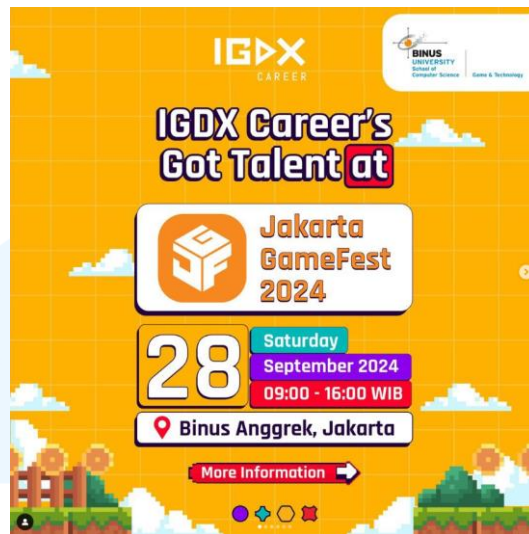 IGDX
CAREER
BINUS
UNIVERSITY
School of
Computer Science
Game & Technology
IGDX Career's
Got Talent at
JGF
Jakarta
GameFest
2024
28
Saturday
September 2024
09:00 - 16:00 WIB
Binus Anggrek, Jakarta
More Information